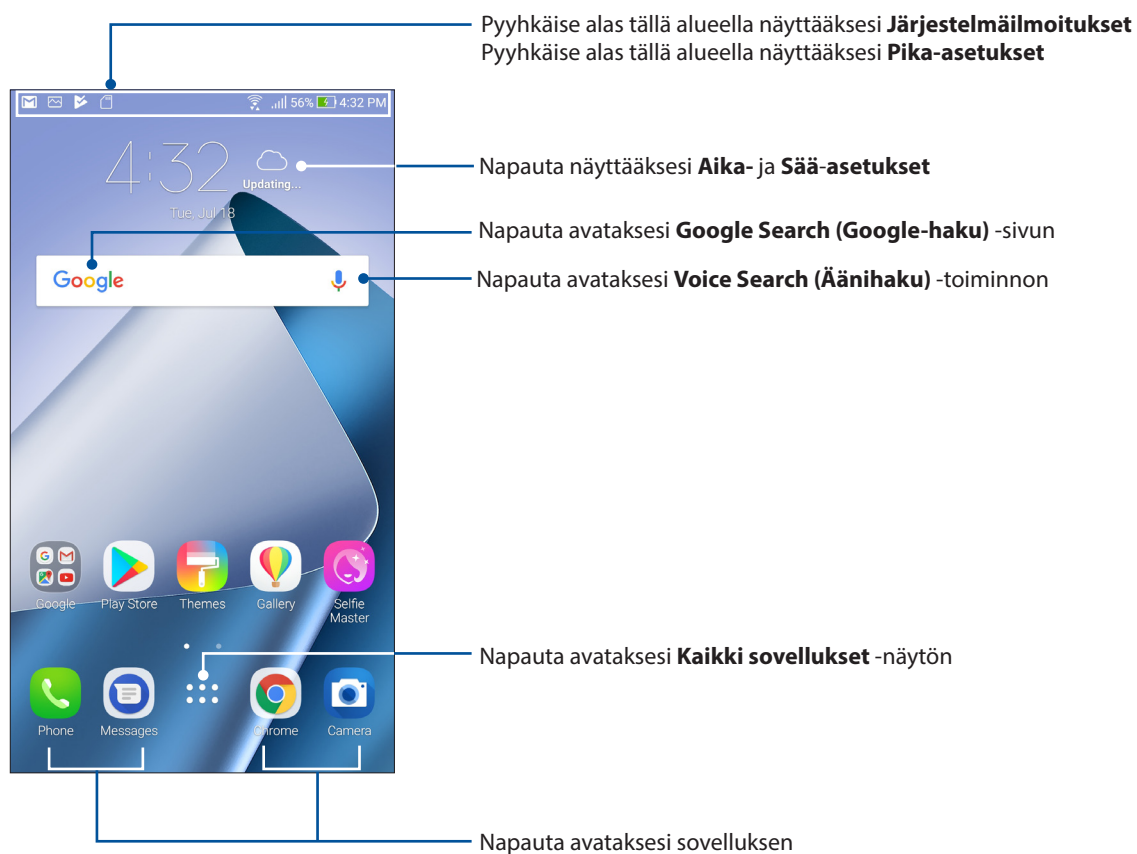 Pyyhkäise alas tällä alueella näyttääksesi Järjestelmäilmoitukset
Pyyhkäise alas tällä alueella näyttääksesi Pika-asetukset
56% 4:32 PM
4:32
Updating...
Tue, Jul 18
Napauta näyttääksesi Aika- ja Sää-asetukset
Napauta avataksesi Google Search (Google-haku) -sivun
Google
Napauta avataksesi Voice Search (Äänihaku) -toiminnon
Google Play Store Themes Gallery Selfie
Master
Napauta avataksesi Kaikki sovellukset -näytön
Phone Messages Chrome Camera
Napauta avataksesi sovelluksen